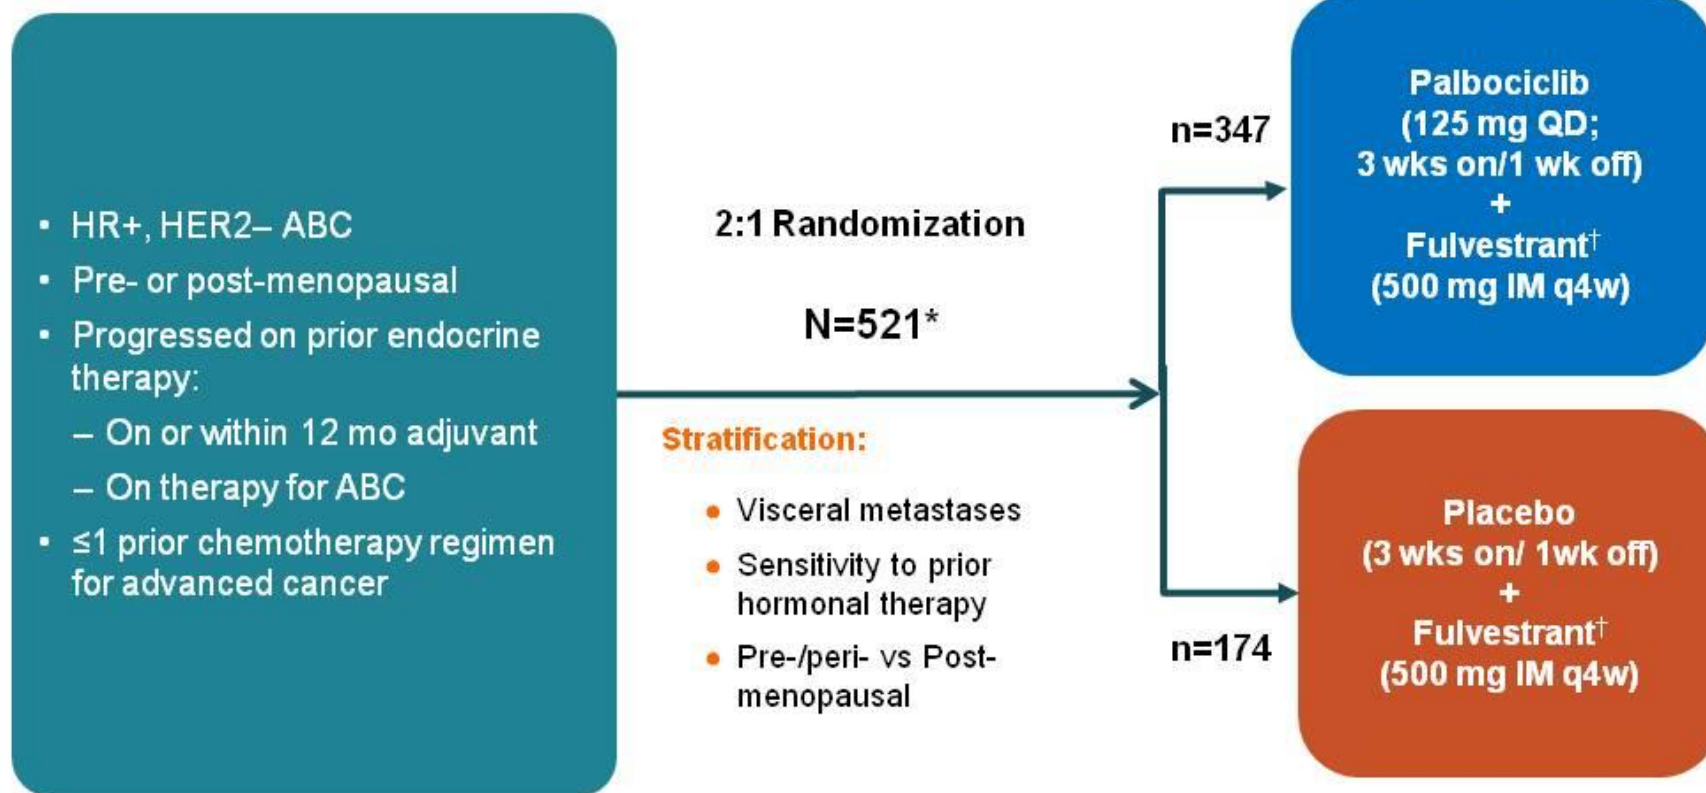 ▪ HR+, HER2– ABC
▪ Pre- or post-menopausal
▪ Progressed on prior endocrine
therapy:
– On or within 12 mo adjuvant
– On therapy for ABC
▪ ≤1 prior chemotherapy regimen
for advanced cancer
2:1 Randomization
N=521*
Stratification:
• Visceral metastases
• Sensitivity to prior
hormonal therapy
• Pre-/peri- vs Post-
menopausal
n=347
Palbociclib
(125 mg QD;
3 wks on/1 wk off)
+
Fulvestrant†
(500 mg IM q4w)
n=174
Placebo
(3 wks on/ 1wk off)
+
Fulvestrant†
(500 mg IM q4w)